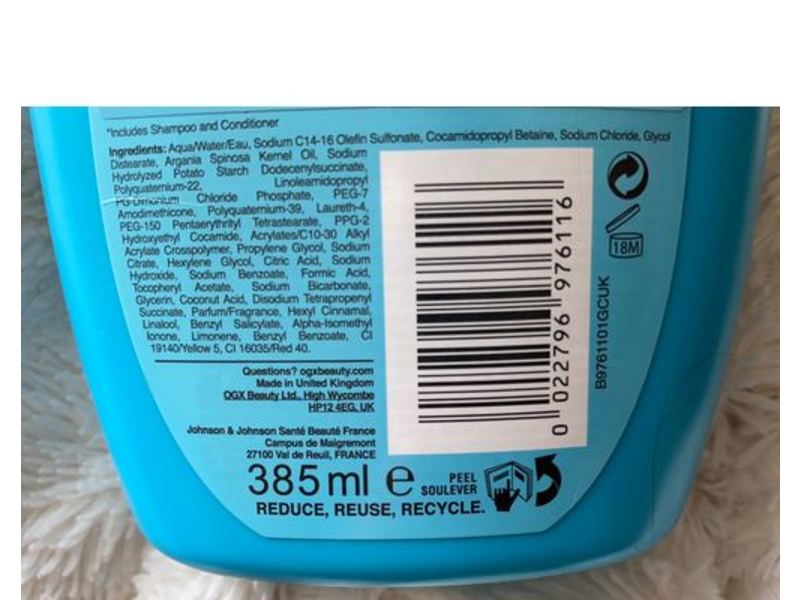 *Includes Shampoo and Conditioner
Ingredients: Aqua/Water/Eau, Sodium C14-16 Olefin Sulfonate, Cocamidopropyl Betaine, Sodium Chloride, Glycol
Distearate, Argania Spinosa Kernel Oil, Sodium
Hydrolyzed Potato Starch Dodecenylsuccinate,
Polyquaternium-22, Linoleamidopropyl
PG-Dimonium Chloride Phosphate, PEG-7
Amodimethicone, Polyquaternium-39, Laureth-4,
PEG-150 Pentaerythrityl Tetrastearate, PPG-2
Hydroxyethyl Cocamide, Acrylates/C10-30 Alkyl
Acrylate Crosspolymer, Propylene Glycol, Sodium
Citrate, Hexylene Glycol, Citric Acid, Sodium
Hydroxide, Sodium Benzoate, Formic Acid,
Tocopheryl Acetate, Sodium Bicarbonate,
Glycerin, Coconut Acid, Disodium Tetrapropenyl
Succinate, Parfum/Fragrance, Hexyl Cinnamal,
Linalool, Benzyl Salicylate, Alpha-Isomethyl
Ionone, Limonene, Benzyl Benzoate, CI
19140/Yellow 5, CI 16035/Red 40.
Questions? ogxbeauty.com
Made in United Kingdom
OGX Beauty Ltd., High Wycombe
HP12 4EG, UK
Johnson & Johnson Santé Beauté France
Campus de Maigremont
27100 Val de Reuil, FRANCE
385 ml e
PEEL
SOULEVER
REDUCE, REUSE, RECYCLE.
0 022796 976116
18M
B9761101GCUK